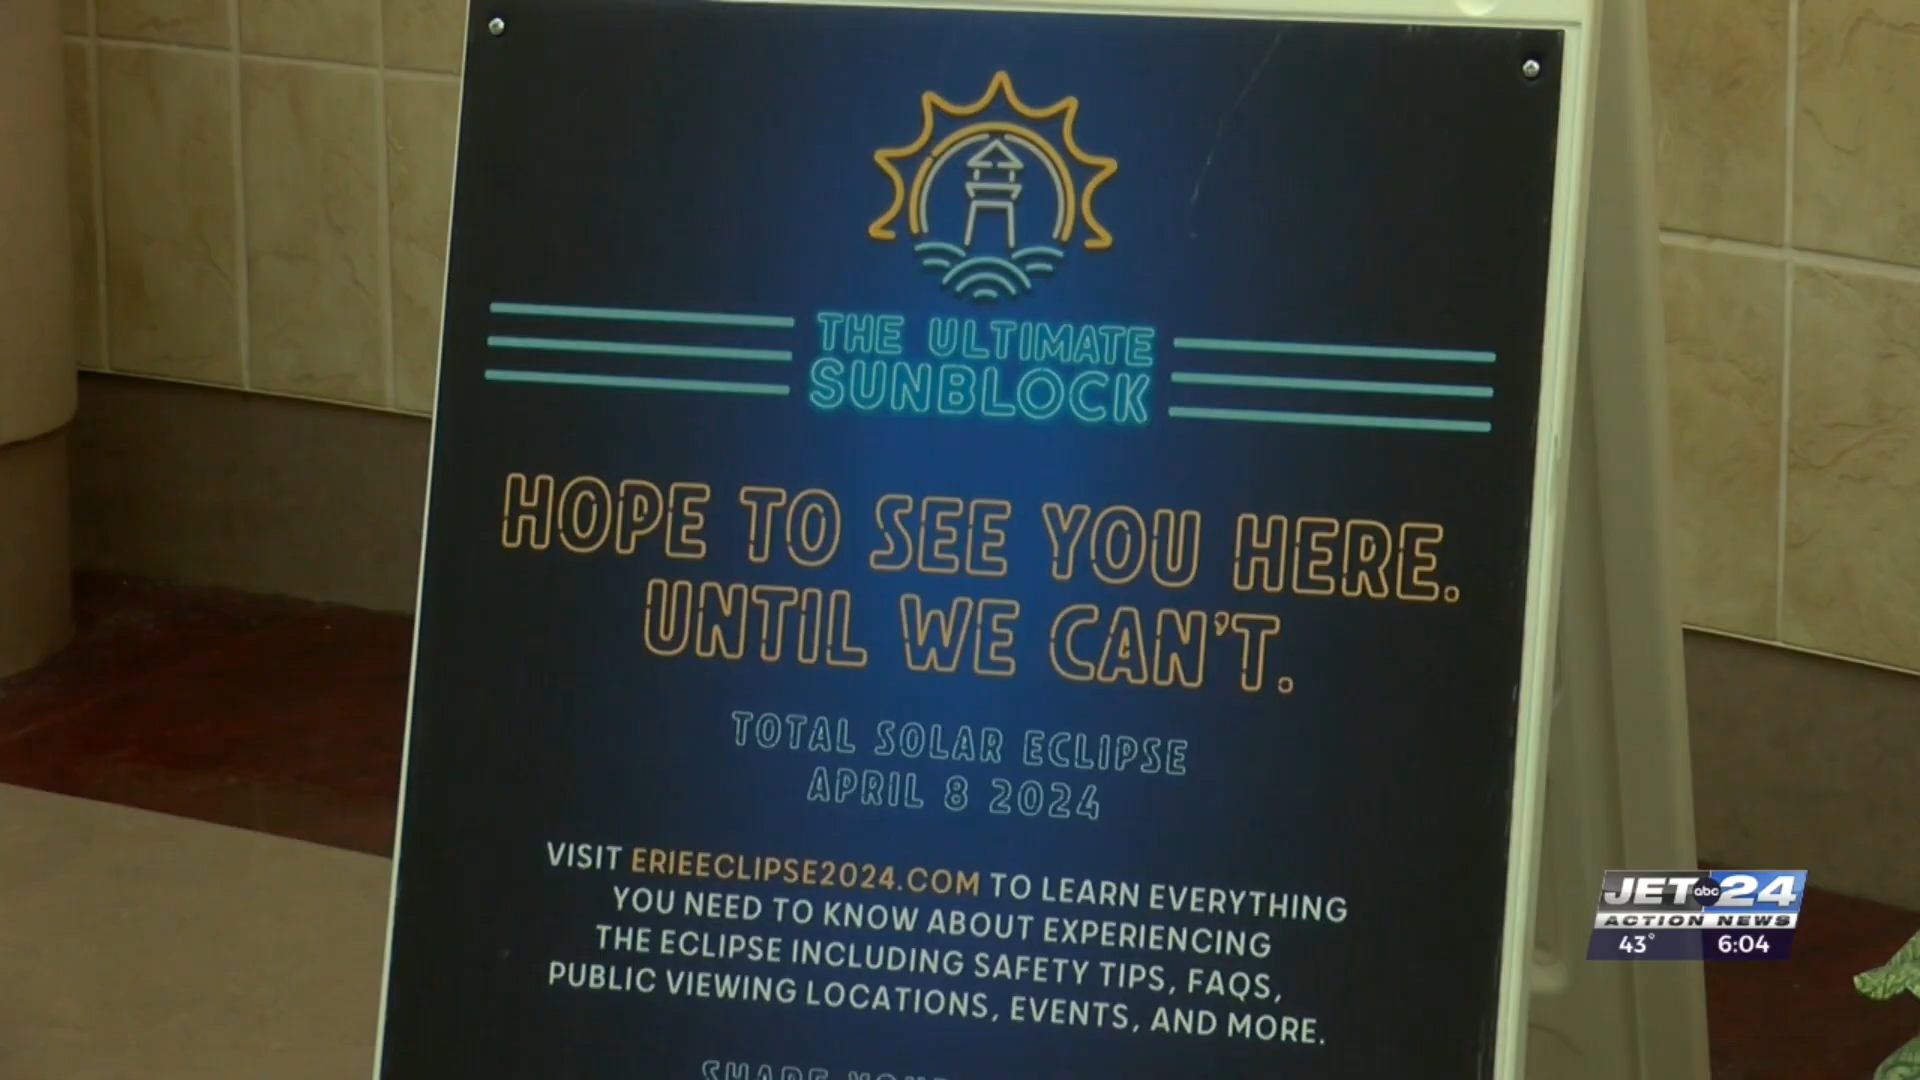 THE ULTIMATE
SUNBLOCK
HOPE TO SEE YOU HERE.
UNTIL WE CAN'T.
TOTAL SOLAR ECLIPSE
APRIL 8 2024
VISIT ERIEECLIPSE2024.COM TO LEARN EVERYTHING
YOU NEED TO KNOW ABOUT EXPERIENCING
THE ECLIPSE INCLUDING SAFETY TIPS, FAQS,
PUBLIC VIEWING LOCATIONS, EVENTS, AND MORE.
SHARE YOUR
JET abc 24
ACTION NEWS
43° 6:04